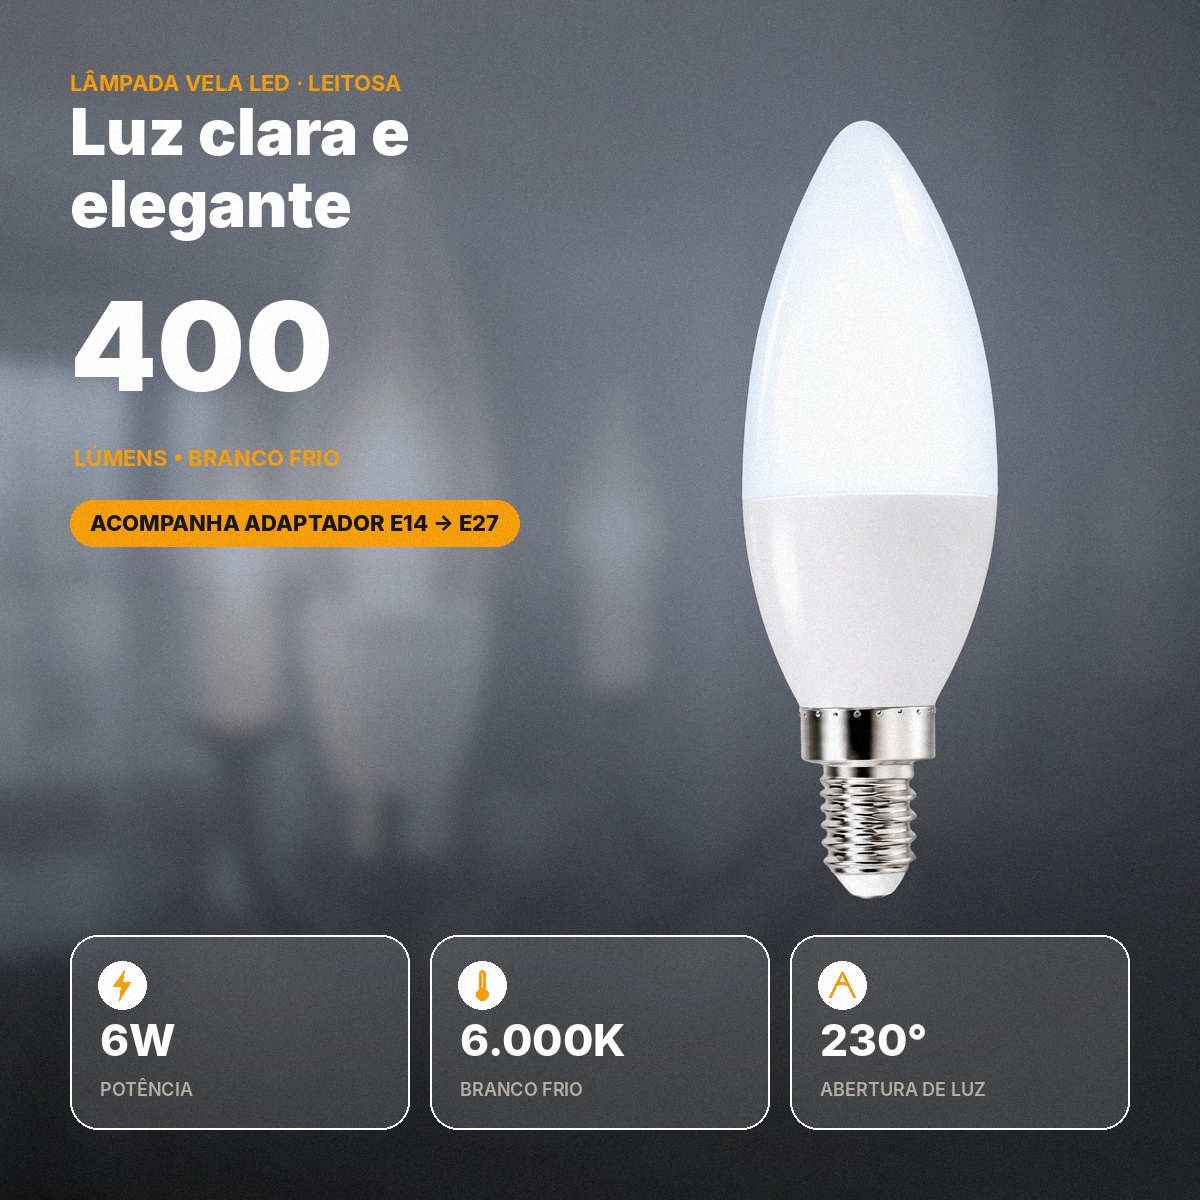 LÂMPADA VELA LED · LEITOSA
Luz clara e
elegante
400
LÚMENS • BRANCO FRIO
ACOMPANHA ADAPTADOR E14 → E27
6W
POTÊNCIA
6.000K
BRANCO FRIO
230°
ABERTURA DE LUZ